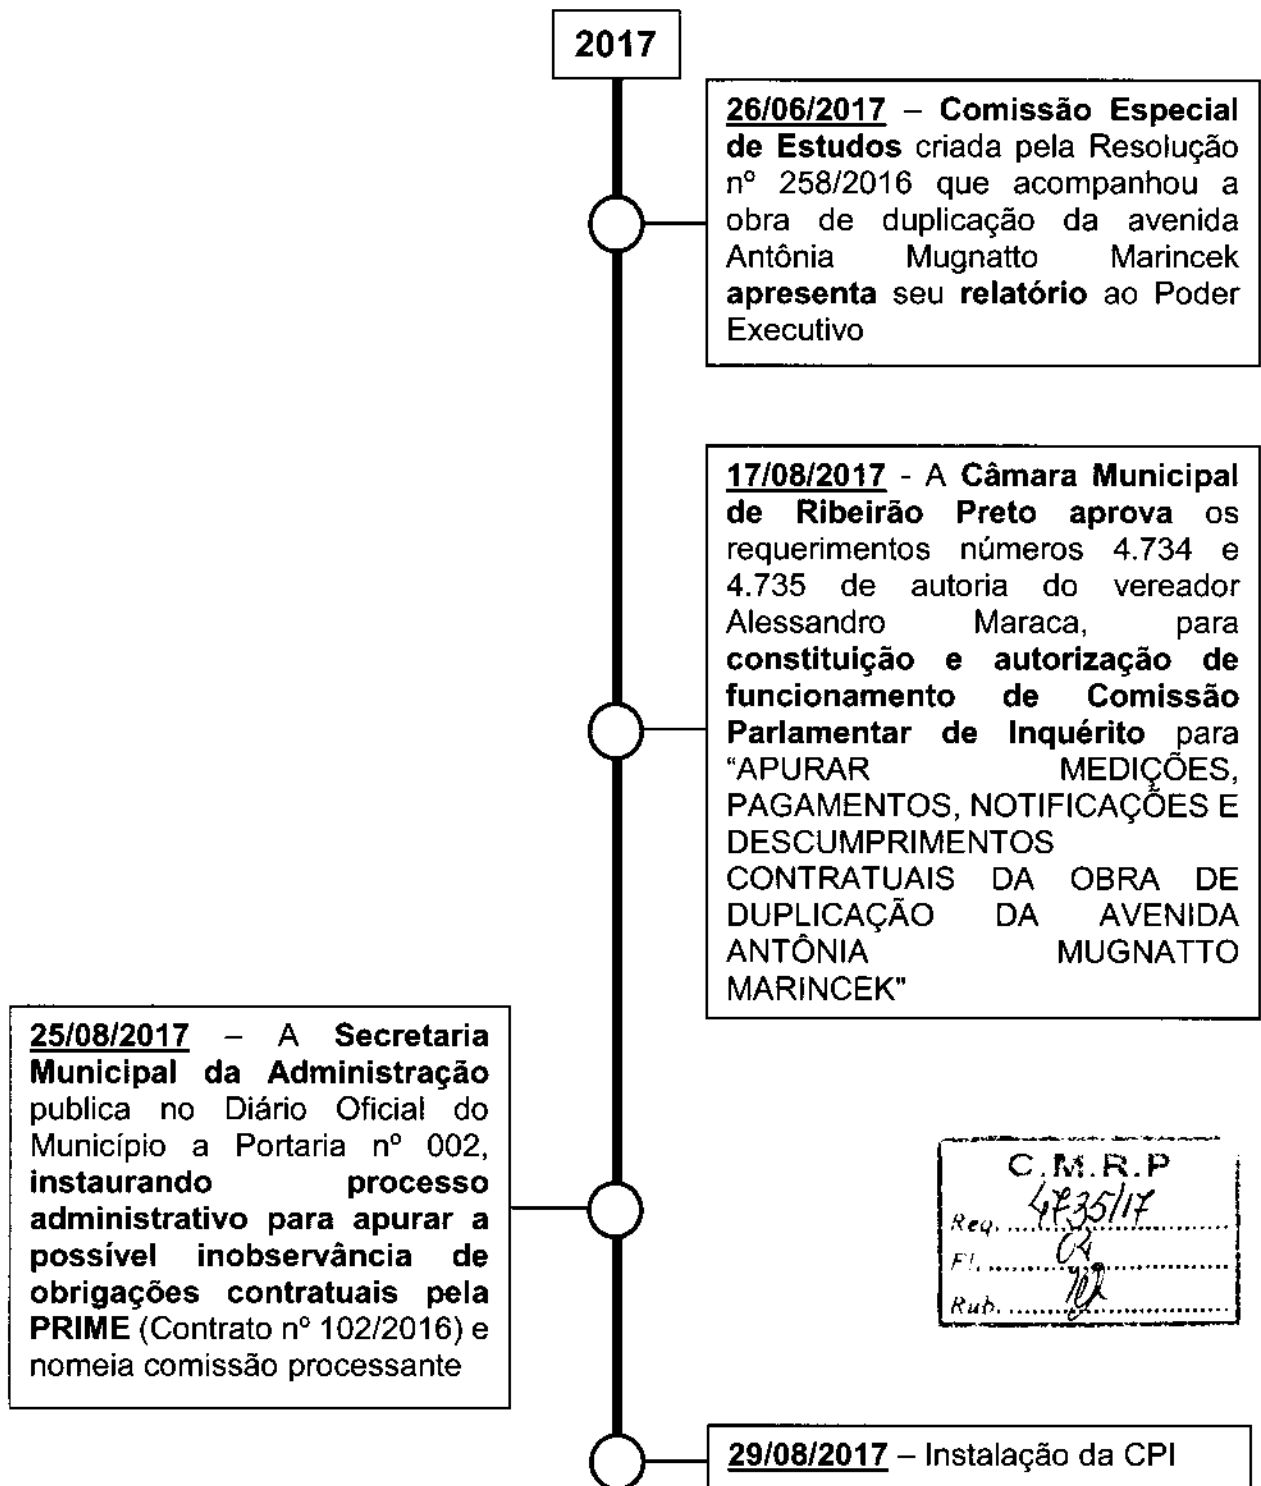 2017
26/06/2017 – Comissão Especial
de Estudos criada pela Resolução
nº 258/2016 que acompanhou a
obra de duplicação da avenida
Antônia Mugnatto Marincek
apresenta seu relatório ao Poder
Executivo
17/08/2017 - A Câmara Municipal
de Ribeirão Preto aprova os
requerimentos números 4.734 e
4.735 de autoria do vereador
Alessandro Maraca, para
constituição e autorização de
funcionamento de Comissão
Parlamentar de Inquérito para
“APURAR MEDIÇÕES,
PAGAMENTOS, NOTIFICAÇÕES E
DESCUMPRIMENTOS
CONTRATUAIS DA OBRA DE
DUPLICAÇÃO DA AVENIDA
ANTÔNIA MUGNATTO
MARINCEK"
25/08/2017 – A Secretaria
Municipal da Administração
publica no Diário Oficial do
Município a Portaria nº 002,
instaurando processo
administrativo para apurar a
possível inobservância de
obrigações contratuais pela
PRIME (Contrato nº 102/2016) e
nomeia comissão processante
C.M.R.P
Req. 4735/17
Fl.
Rub.
29/08/2017 – Instalação da CPI